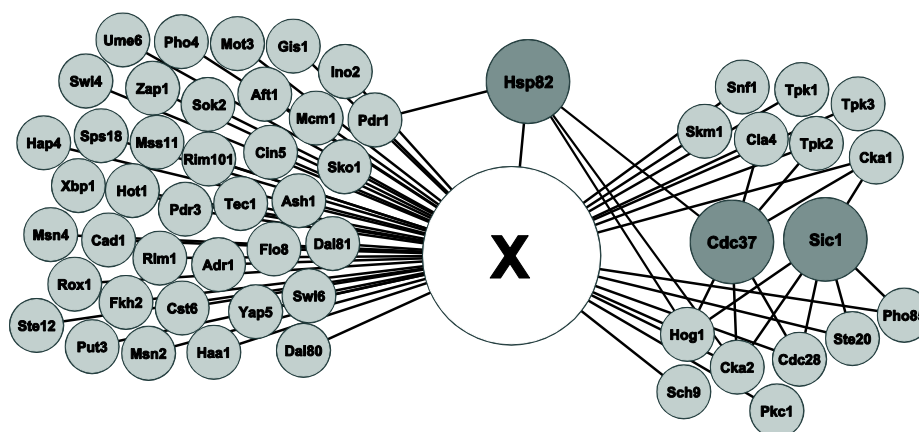 Ume6
Pho4
Mot3
Gis1
Ino2
Hsp82
Swi4
Zap1
Sok2
Aft1
Mcm1
Pdr1
Snf1
Tpk1
Tpk3
Hap4
Sps18
Mss11
Rim101
Cin5
Sko1
Skm1
Cla4
Tpk2
Cka1
Xbp1
Hot1
Pdr3
Tec1
Ash1
Msn4
Cad1
Rlm1
Adr1
Flo8
Dal81
X
Cdc37
Sic1
Rox1
Fkh2
Cst6
Yap5
Swi6
Ste12
Put3
Msn2
Haa1
Dal80
Hog1
Cka2
Cdc28
Ste20
Pho85
Sch9
Pkc1